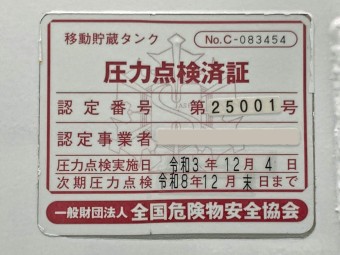 移動貯蔵タンク No.C-083454
圧力点検済証
認定番号 第25001号
認定事業者
圧力点検実施日 令和3年12月4日
次期圧力点検 令和8年12月末日まで
一般財団法人 全国危険物安全協会